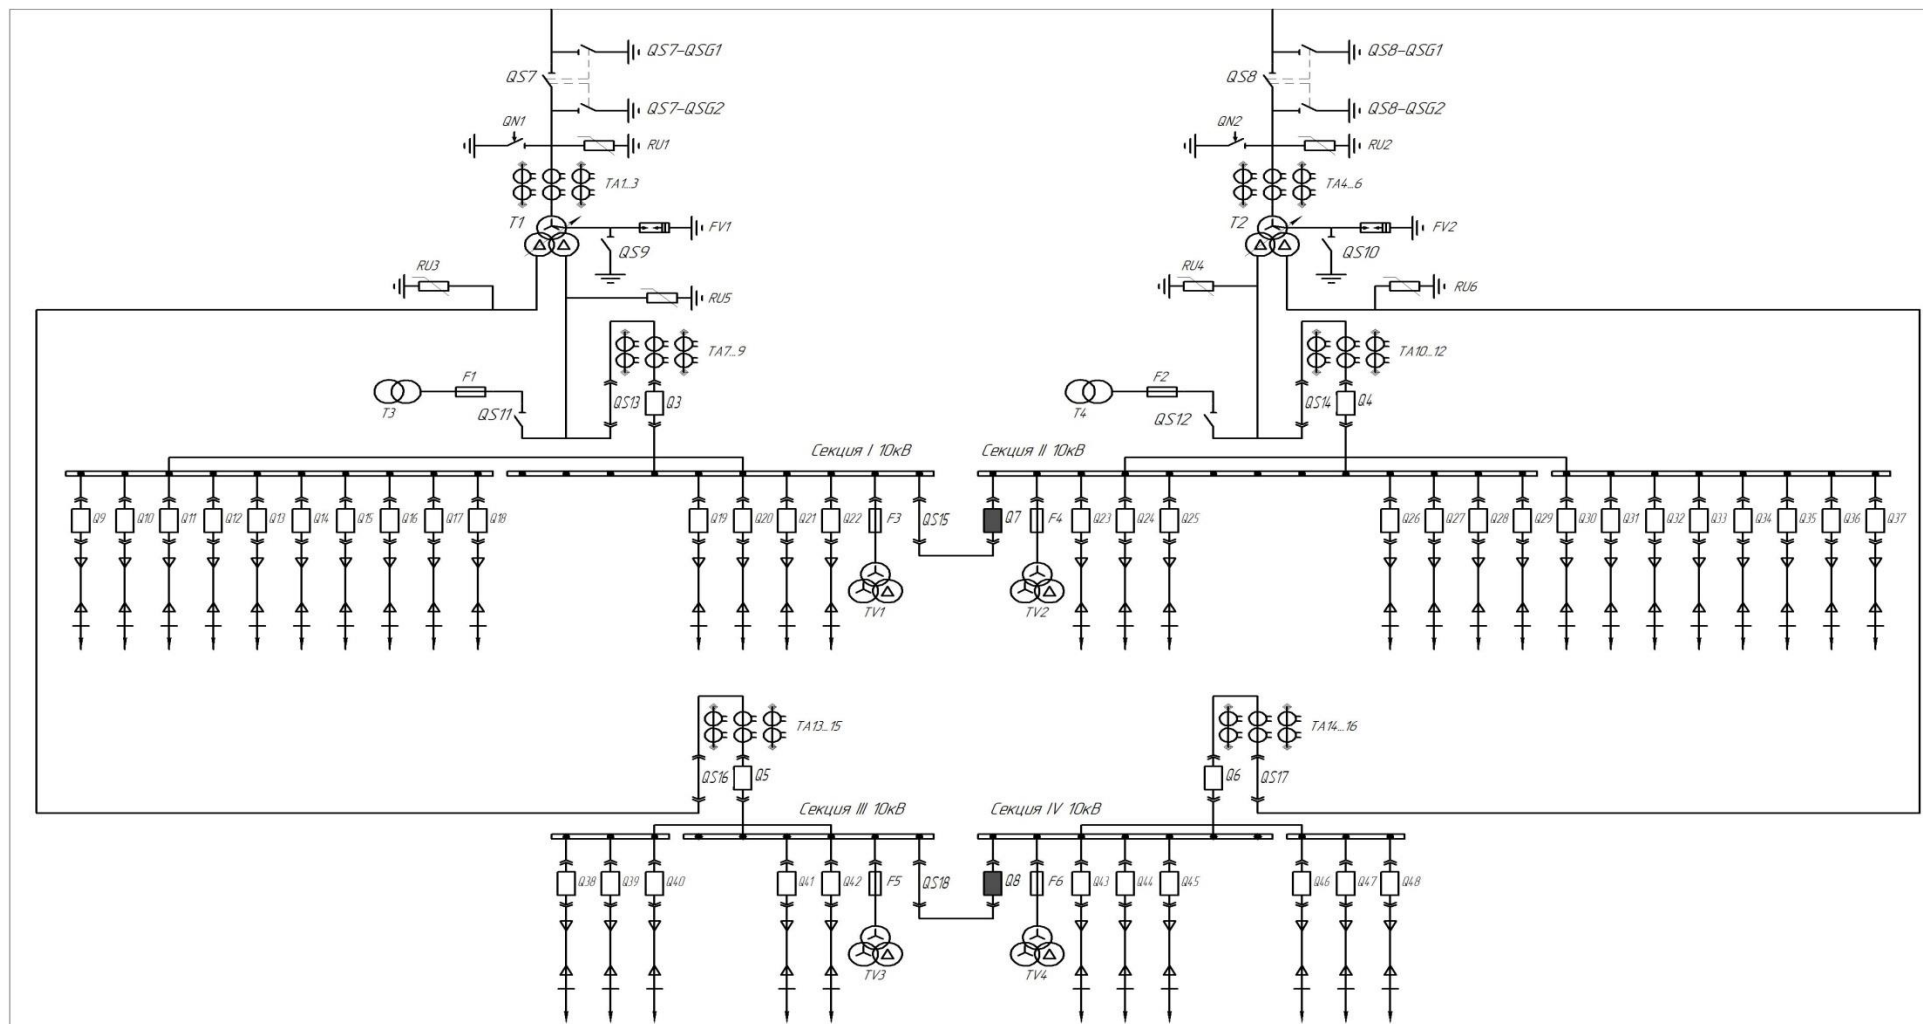 QS7-QSG1
QS7
QS7-QSG2
QN1
RU1
TA1...3
T1
FV1
QS9
RU3
RU5
TA7...9
F1
T3
QS11
QS13
Q3
QS8-QSG1
QS8
QS8-QSG2
QN2
RU2
TA4...6
T2
FV2
QS10
RU4
RU6
TA10...12
F2
T4
QS12
QS14
Q4
Секция I 10кВ
Секция II 10кВ
Q9
Q10
Q11
Q12
Q13
Q14
Q15
Q16
Q17
Q18
Q19
Q20
Q21
Q22
F3
QS15
Q7
F4
Q23
Q24
Q25
Q26
Q27
Q28
Q29
Q30
Q31
Q32
Q33
Q34
Q35
Q36
Q37
TV1
TV2
TA13...15
QS16
Q5
TA14...16
Q6
QS17
Секция III 10кВ
Секция IV 10кВ
Q38
Q39
Q40
Q41
Q42
F5
QS18
Q8
F6
Q43
Q44
Q45
Q46
Q47
Q48
TV3
TV4